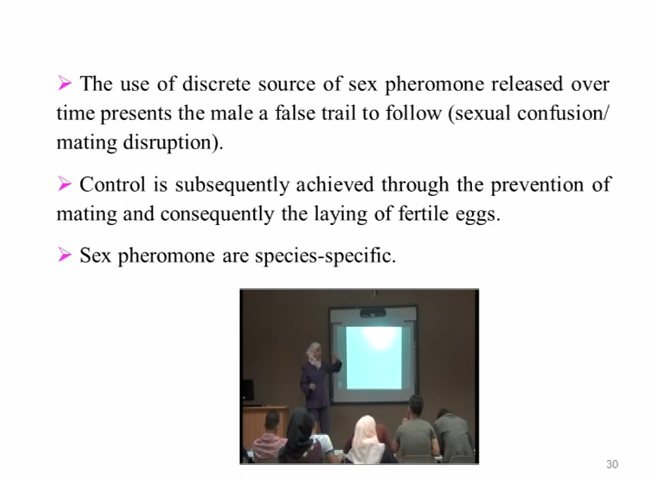 ➢ The use of discrete source of sex pheromone released over
time presents the male a false trail to follow (sexual confusion/
mating disruption).
➢ Control is subsequently achieved through the prevention of
mating and consequently the laying of fertile eggs.
➢ Sex pheromone are species-specific.
30